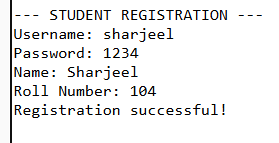 --- STUDENT REGISTRATION ---
Username: sharjeel
Password: 1234
Name: Sharjeel
Roll Number: 104
Registration successful!